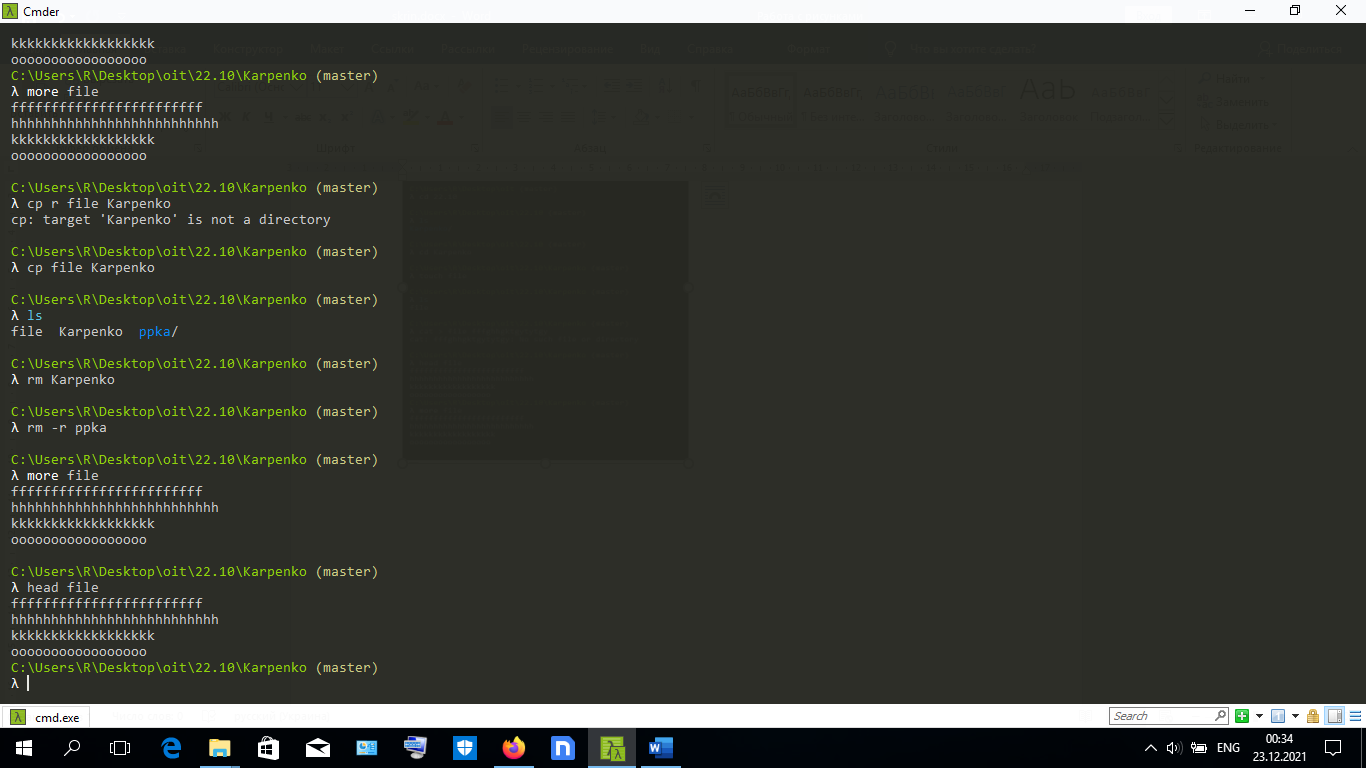 Cmder
kkkkkkkkkkkkkkkkkk
ooooooooooooooooo
C:\Users\R\Desktop\oit\22.10\Karpenko (master)
λ more file
ffffffffffffffffffffffff
hhhhhhhhhhhhhhhhhhhhhhhhhh
kkkkkkkkkkkkkkkkkk
ooooooooooooooooo
C:\Users\R\Desktop\oit\22.10\Karpenko (master)
λ cp r file Karpenko
cp: target 'Karpenko' is not a directory
C:\Users\R\Desktop\oit\22.10\Karpenko (master)
λ cp file Karpenko
C:\Users\R\Desktop\oit\22.10\Karpenko (master)
λ ls
file  Karpenko  ppka/
C:\Users\R\Desktop\oit\22.10\Karpenko (master)
λ rm Karpenko
C:\Users\R\Desktop\oit\22.10\Karpenko (master)
λ rm -r ppka
C:\Users\R\Desktop\oit\22.10\Karpenko (master)
λ more file
ffffffffffffffffffffffff
hhhhhhhhhhhhhhhhhhhhhhhhhh
kkkkkkkkkkkkkkkkkk
ooooooooooooooooo
C:\Users\R\Desktop\oit\22.10\Karpenko (master)
λ head file
ffffffffffffffffffffffff
hhhhhhhhhhhhhhhhhhhhhhhhhh
kkkkkkkkkkkkkkkkkk
ooooooooooooooooo
C:\Users\R\Desktop\oit\22.10\Karpenko (master)
λ
cmd.exe
Search
ENG
00:34
23.12.2021